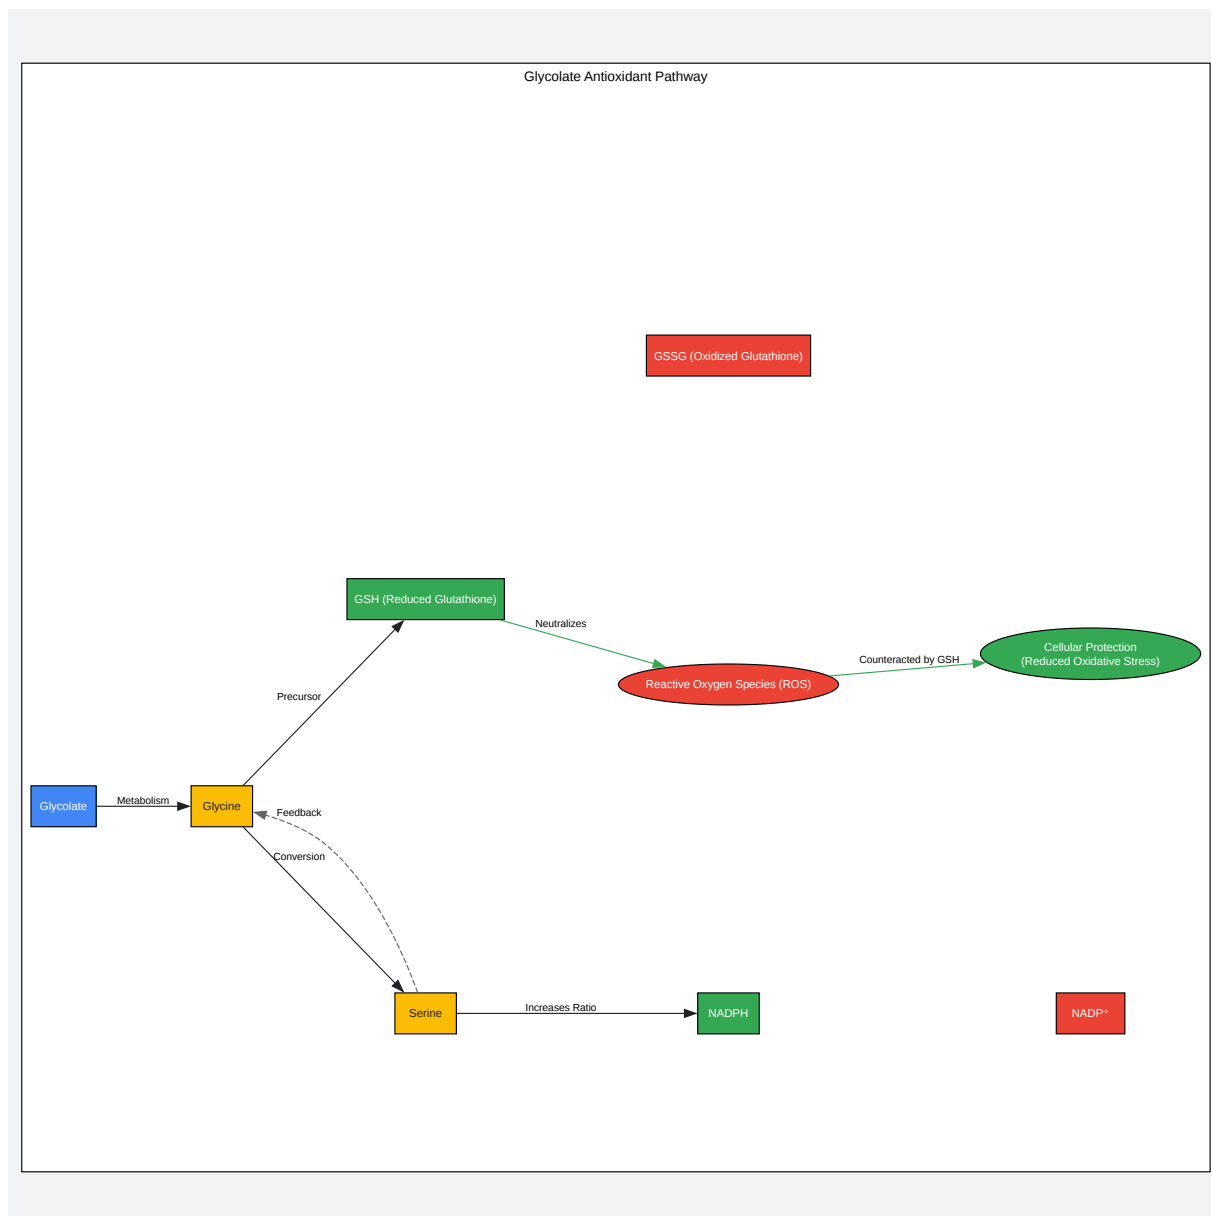 Glycolate Antioxidant Pathway
GSSG (Oxidized Glutathione)
GSH (Reduced Glutathione)
Neutralizes
Reactive Oxygen Species (ROS)
Counteracted by GSH
Cellular Protection
(Reduced Oxidative Stress)
Precursor
Glycolate
Metabolism
Glycine
Feedback
Conversion
Serine
Increases Ratio
NADPH
NADP⁺